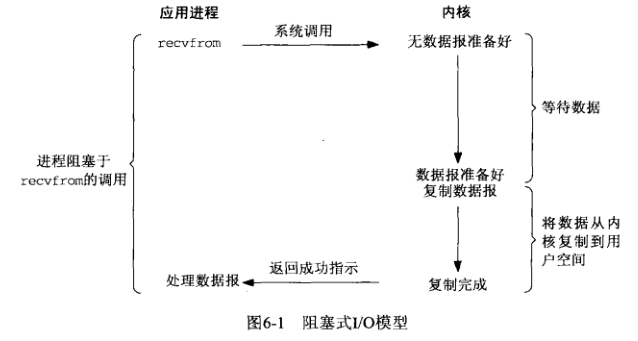 应用进程
内核
recvfrom
系统调用
无数据报准备好
等待数据
进程阻塞于
recvfrom的调用
数据报准备好
复制数据报
将数据从内
核复制到用
户空间
处理数据报
返回成功指示
复制完成
图6-1 阻塞式I/O模型